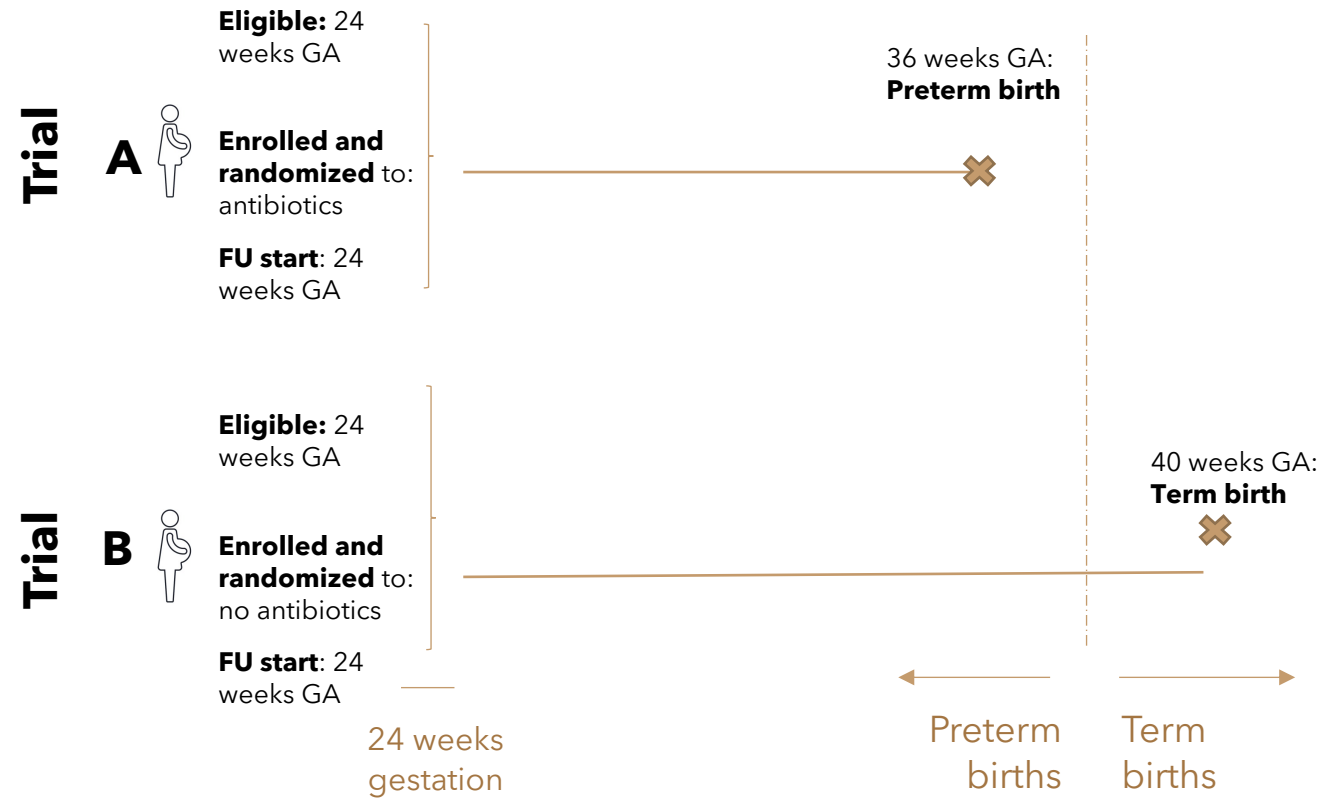 Trial
A
Eligible: 24
weeks GA
Enrolled and
randomized to:
antibiotics
FU start: 24
weeks GA
36 weeks GA:
Preterm birth
Trial
B
Eligible: 24
weeks GA
Enrolled and
randomized to:
no antibiotics
FU start: 24
weeks GA
40 weeks GA:
Term birth
24 weeks
gestation
Preterm
births
Term
births